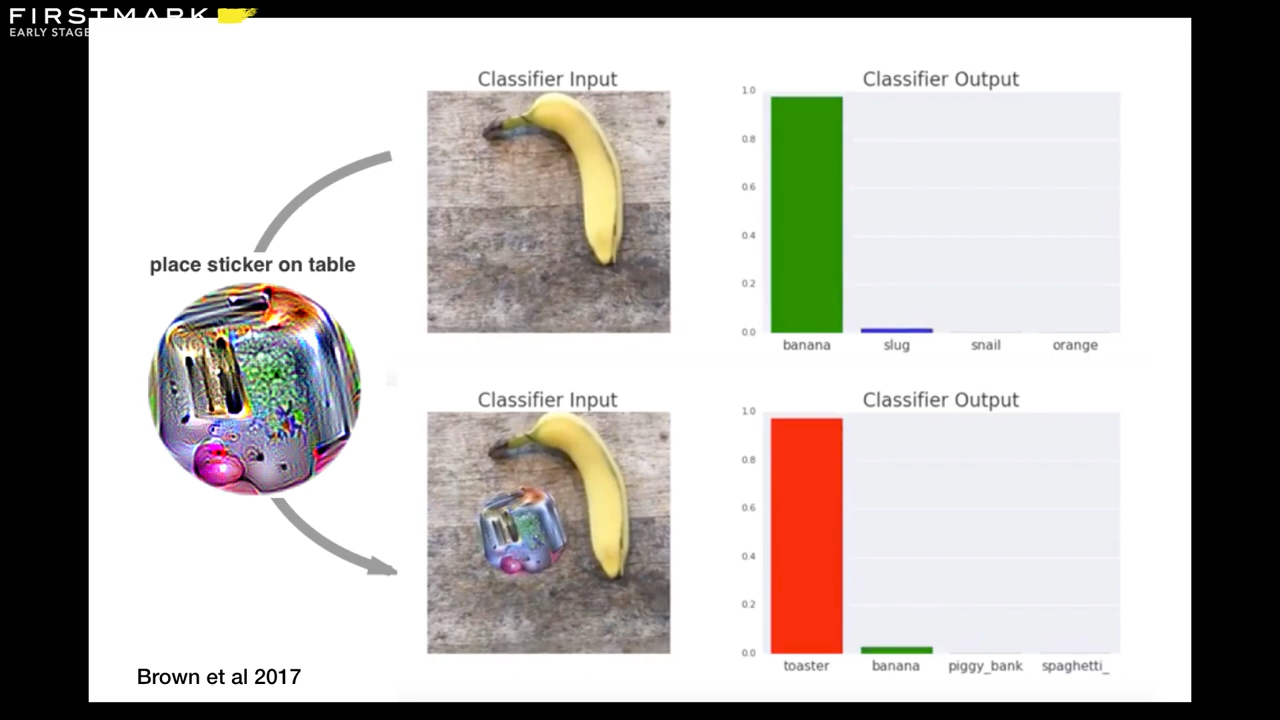 FIRSTMARK
EARLY STAGE
Classifier Input
Classifier Output
1.0
0.8
0.6
0.4
0.2
0.0
banana
slug
snail
orange
place sticker on table
Classifier Input
Classifier Output
1.0
0.8
0.6
0.4
0.2
0.0
toaster
banana
piggy_bank
spaghetti_
Brown et al 2017